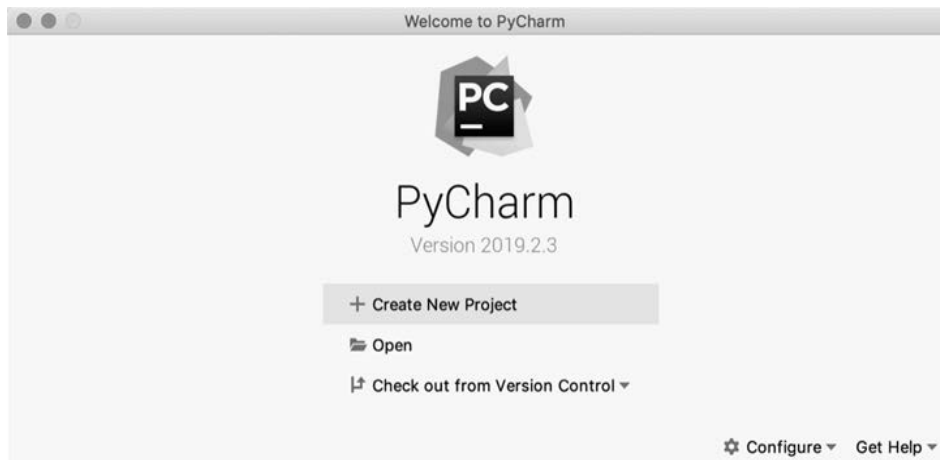 Welcome to PyCharm
PC
PyCharm
Version 2019.2.3
Create New Project
Open
Check out from Version Control
Configure Get Help